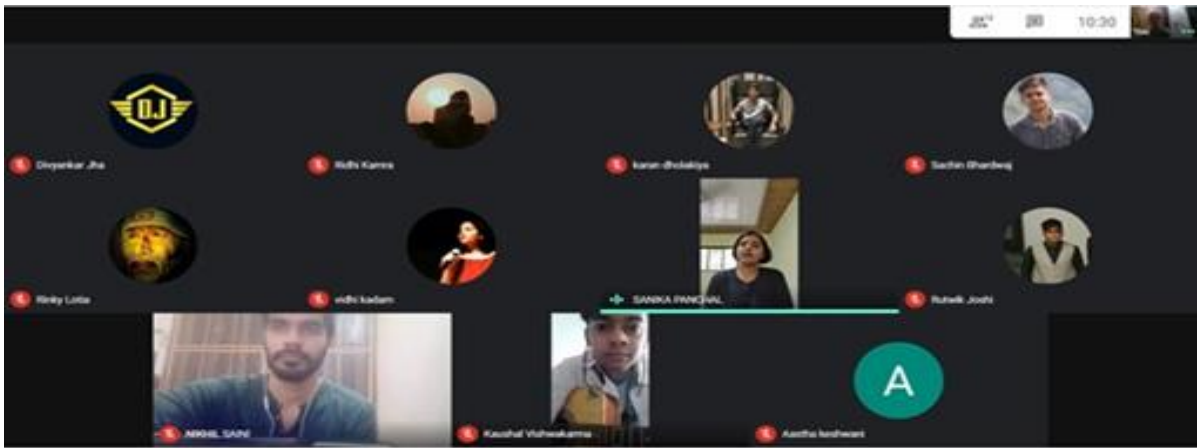 10:30
DJ
Divyankar Jha
Ridhi Kamra
karan dholakiya
Sachin Bhardwaj
Rinky Lotia
vidhi kadam
SANIKA PANCHAL
Rutwik Joshi
NIKHIL SAINI
Kaushal Vishwakarma
A
Aastha keshwani